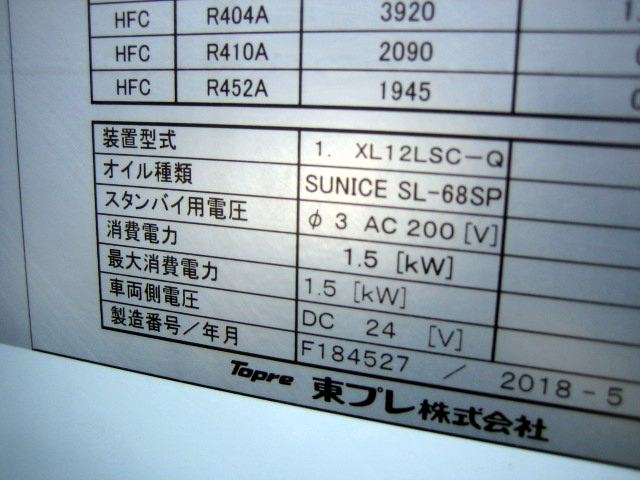 HFC R404A 3920
HFC R410A 2090
HFC R452A 1945
装置型式 1. XL12LSC-Q
オイル種類 SUNICE SL-68SP
スタンバイ用電圧 φ3 AC 200 [V]
消費電力 1.5 [kW]
最大消費電力 1.5 [kW]
車両側電圧 DC 24 [V]
製造番号/年月 F184527 / 2018-5
Topre 東プレ株式会社